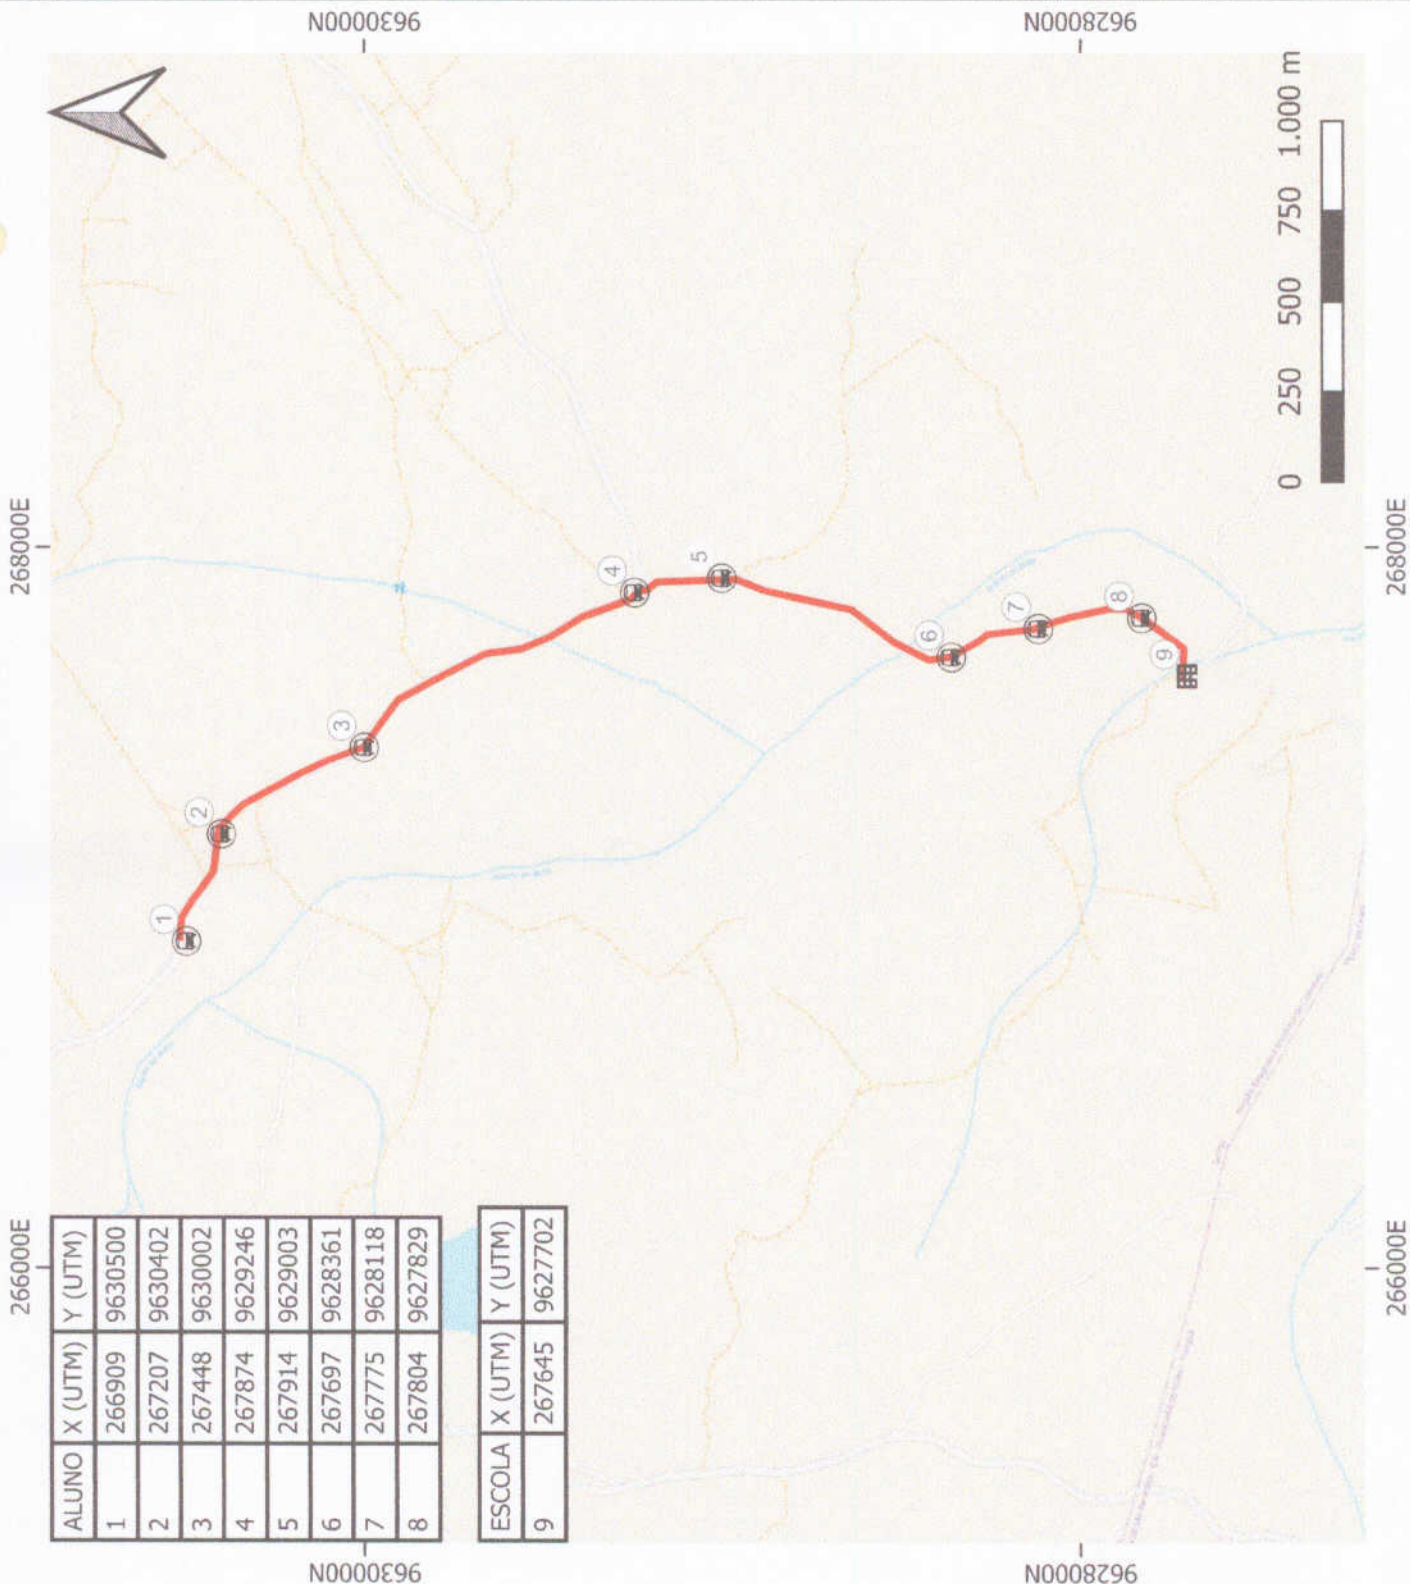 ALUNO X (UTM) Y (UTM)
1 266909 9630500
2 267207 9630402
3 267448 9630002
4 267874 9629246
5 267914 9629003
6 267697 9628361
7 267775 9628118
8 267804 9627829
ESCOLA X (UTM) Y (UTM)
9 267645 9627702
266000E
268000E
9630000N
9630000N
9628000N
9628000N
266000E
268000E
1
2
3
4
5
6
7
8
9
0 250 500 750 1.000 m